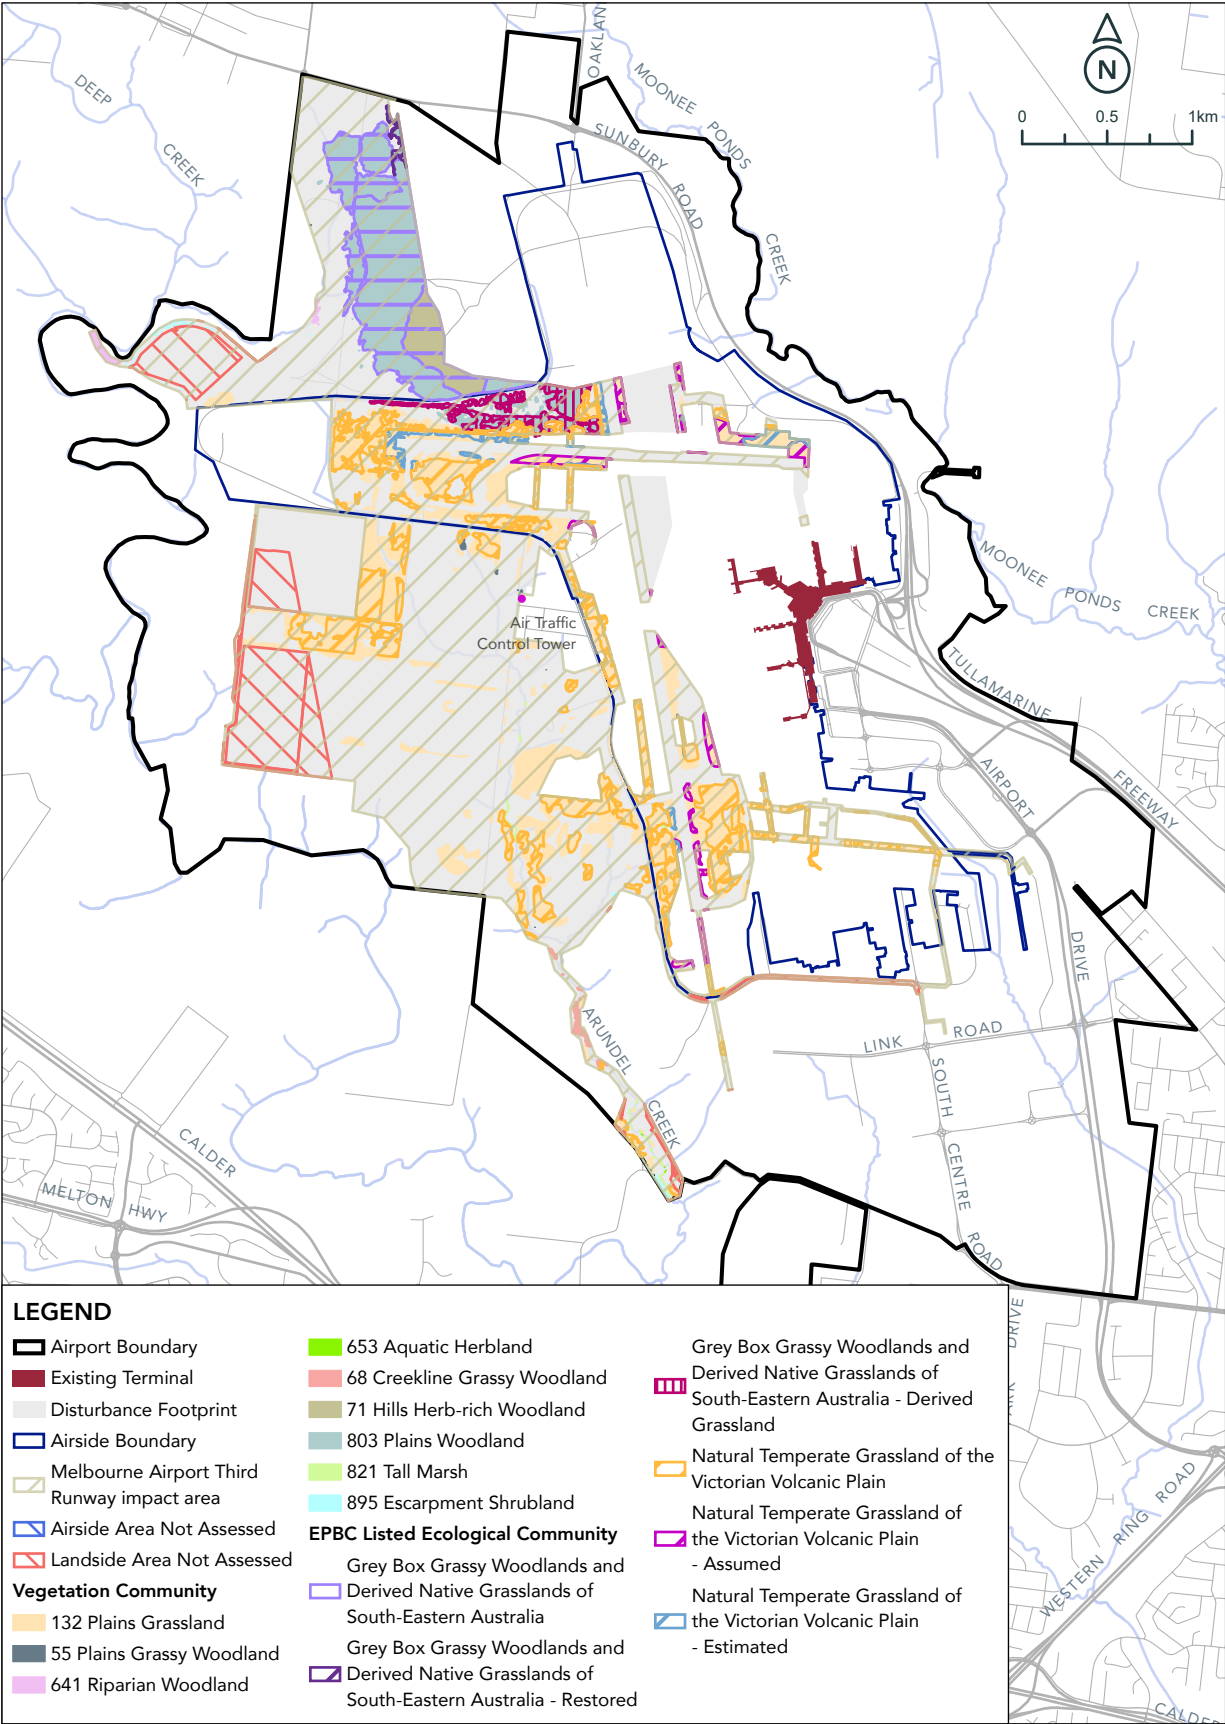 OAKLAN
DEEP
CREEK
MOONEE PONDS
CREEK
SUNBURY
ROAD
N
0 0.5 1km
MOONEE PONDS CREEK
Air Traffic
Control Tower
TULLAMARINE
FREEWAY
AIRPORT
DRIVE
ARUNDEL
CREEK
LINK ROAD
SOUTH
CENTRE
ROAD
CALDER
MELTON HWY
DRIVE
ARK
WESTERN RING ROAD
CALDE
LEGEND
Airport Boundary
Existing Terminal
Disturbance Footprint
Airside Boundary
Melbourne Airport Third
Runway impact area
Airside Area Not Assessed
Landside Area Not Assessed
Vegetation Community
132 Plains Grassland
55 Plains Grassy Woodland
641 Riparian Woodland
653 Aquatic Herbland
68 Creekline Grassy Woodland
71 Hills Herb-rich Woodland
803 Plains Woodland
821 Tall Marsh
895 Escarpment Shrubland
EPBC Listed Ecological Community
Grey Box Grassy Woodlands and
Derived Native Grasslands of
South-Eastern Australia
Grey Box Grassy Woodlands and
Derived Native Grasslands of
South-Eastern Australia - Restored
Grey Box Grassy Woodlands and
Derived Native Grasslands of
South-Eastern Australia - Derived
Grassland
Natural Temperate Grassland of the
Victorian Volcanic Plain
Natural Temperate Grassland of
the Victorian Volcanic Plain
- Assumed
Natural Temperate Grassland of
the Victorian Volcanic Plain
- Estimated